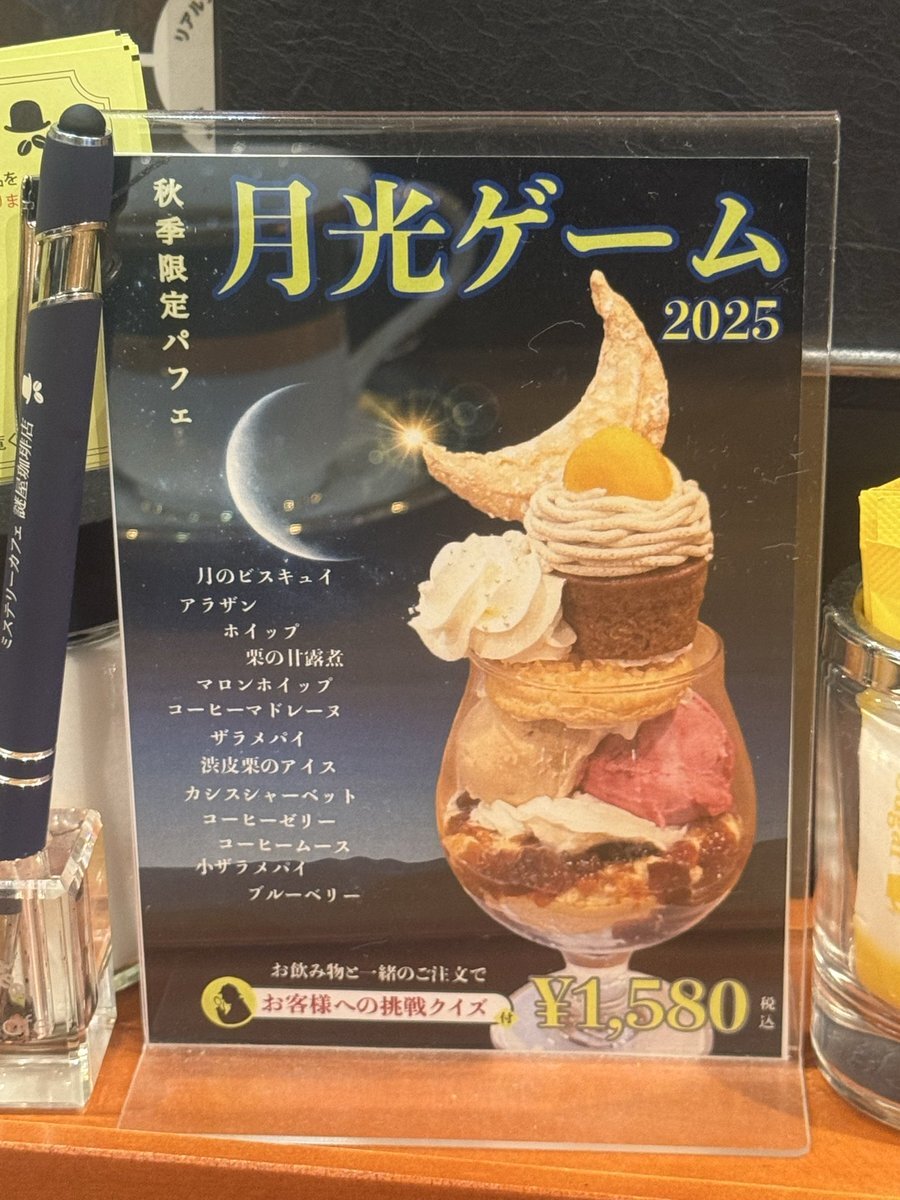 リアル
秋季限定パフェ
月光ゲーム
2025
月のビスキュイ
アラザン
ホイップ
栗の甘露煮
マロンホイップ
コーヒーマドレーヌ
ザラメパイ
渋皮栗のアイス
カシスシャーベット
コーヒーゼリー
コーヒームース
小ザラメパイ
ブルーベリー
お飲み物と一緒のご注文で
お客様への挑戦クイズ付
¥1,580 税込
ミステリーカフェ 謎屋珈琲店